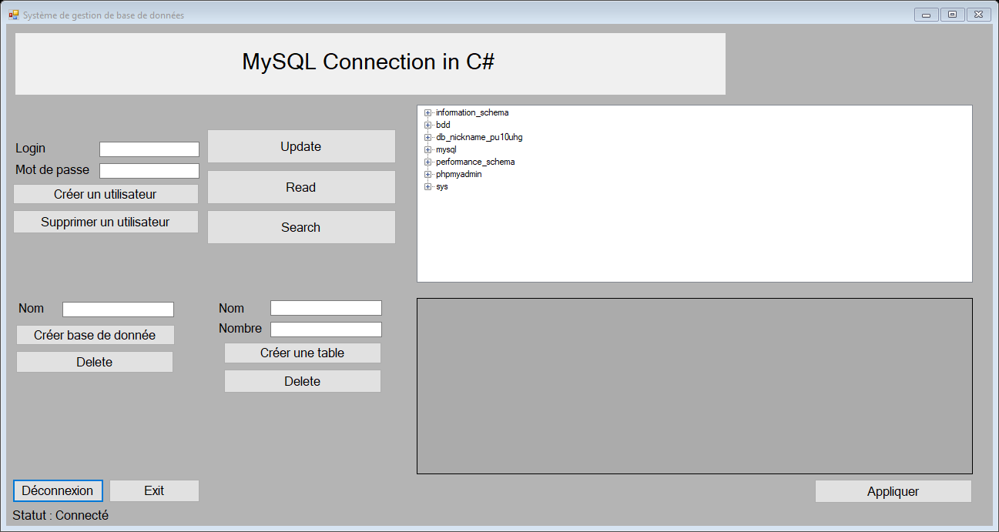 Système de gestion de base de données
MySQL Connection in C#
Login
Mot de passe
Créer un utilisateur
Supprimer un utilisateur
Update
Read
Search
information_schema
bdd
db_nickname_pu10uhg
mysql
performance_schema
phpmyadmin
sys
Nom
Créer base de donnée
Delete
Nom
Nombre
Créer une table
Delete
Déconnexion
Exit
Appliquer
Statut : Connecté